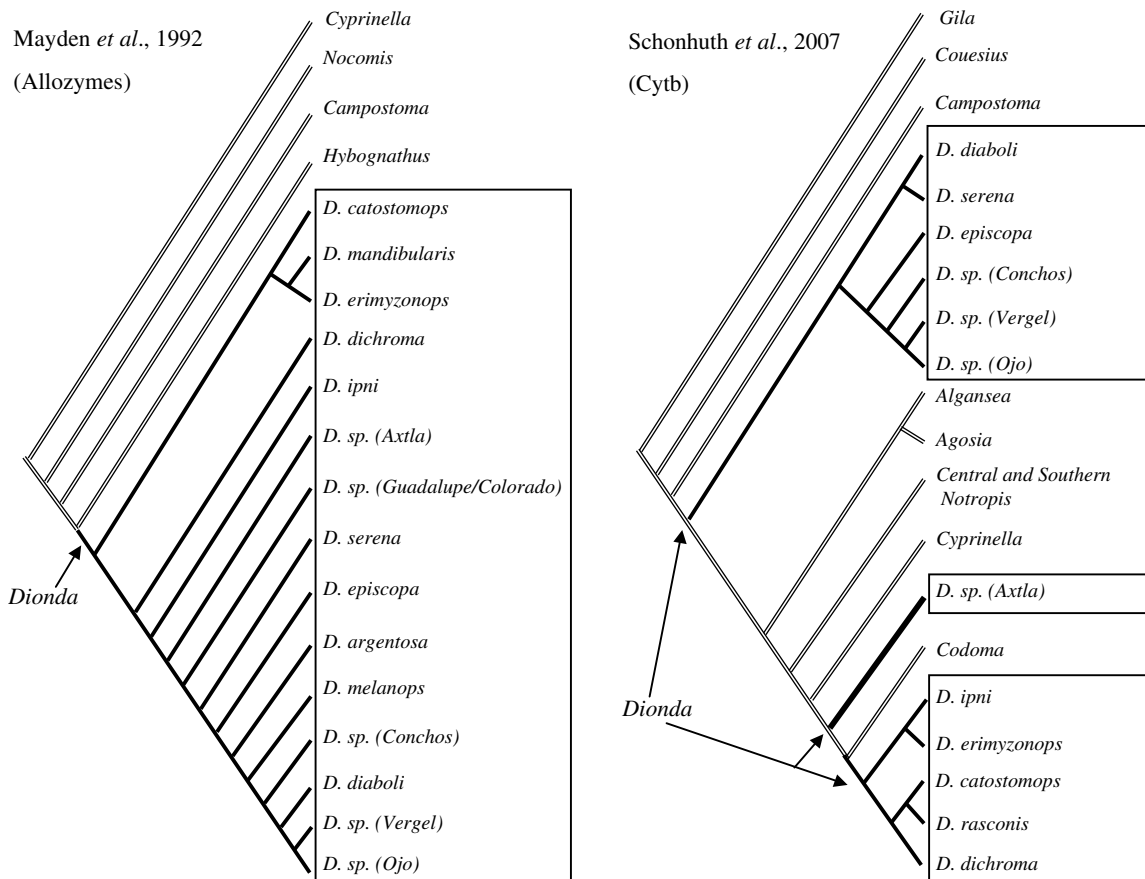 Mayden et al., 1992
(Allozymes)
Cyprinella
Nocomis
Campostoma
Hybognathus
D. catostomops
D. mandibularis
D. erimyzonops
D. dichroma
D. ipni
D. sp. (Axtla)
D. sp. (Guadalupe/Colorado)
D. serena
D. episcopa
D. argentosa
D. melanops
D. sp. (Conchos)
D. diaboli
D. sp. (Vergel)
D. sp. (Ojo)
Dionda
Schonhuth et al., 2007
(Cytb)
Gila
Couesius
Campostoma
D. diaboli
D. serena
D. episcopa
D. sp. (Conchos)
D. sp. (Vergel)
D. sp. (Ojo)
Algansea
Agosia
Central and Southern
Notropis
Cyprinella
D. sp. (Axtla)
Codoma
D. ipni
D. erimyzonops
D. catostomops
D. rasconis
D. dichroma
Dionda